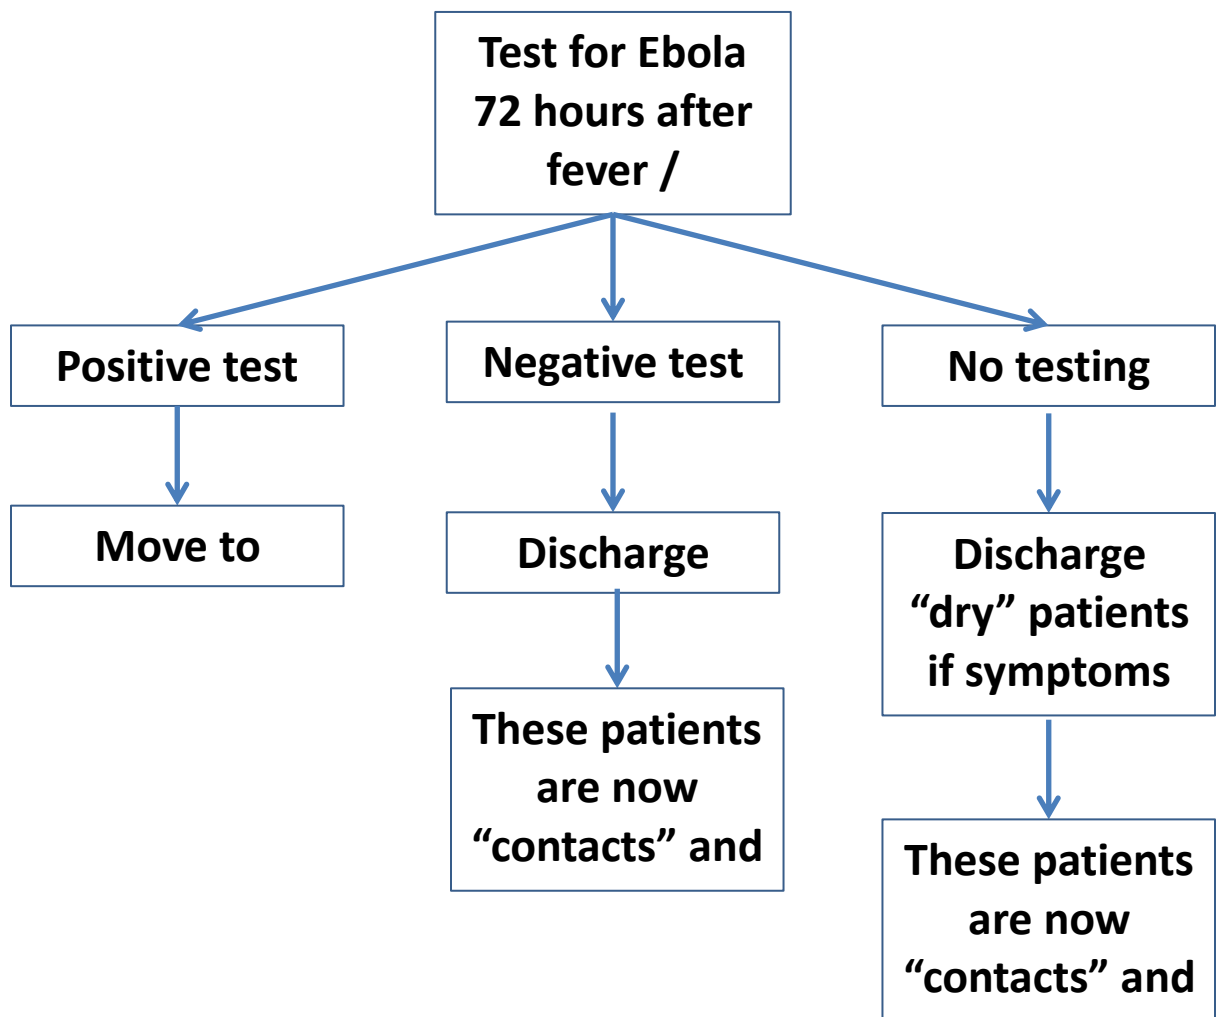 Test for Ebola
72 hours after
fever /
Positive test
Negative test
No testing
Move to
Discharge
Discharge
“dry” patients
if symptoms
These patients
are now
“contacts” and
These patients
are now
“contacts” and